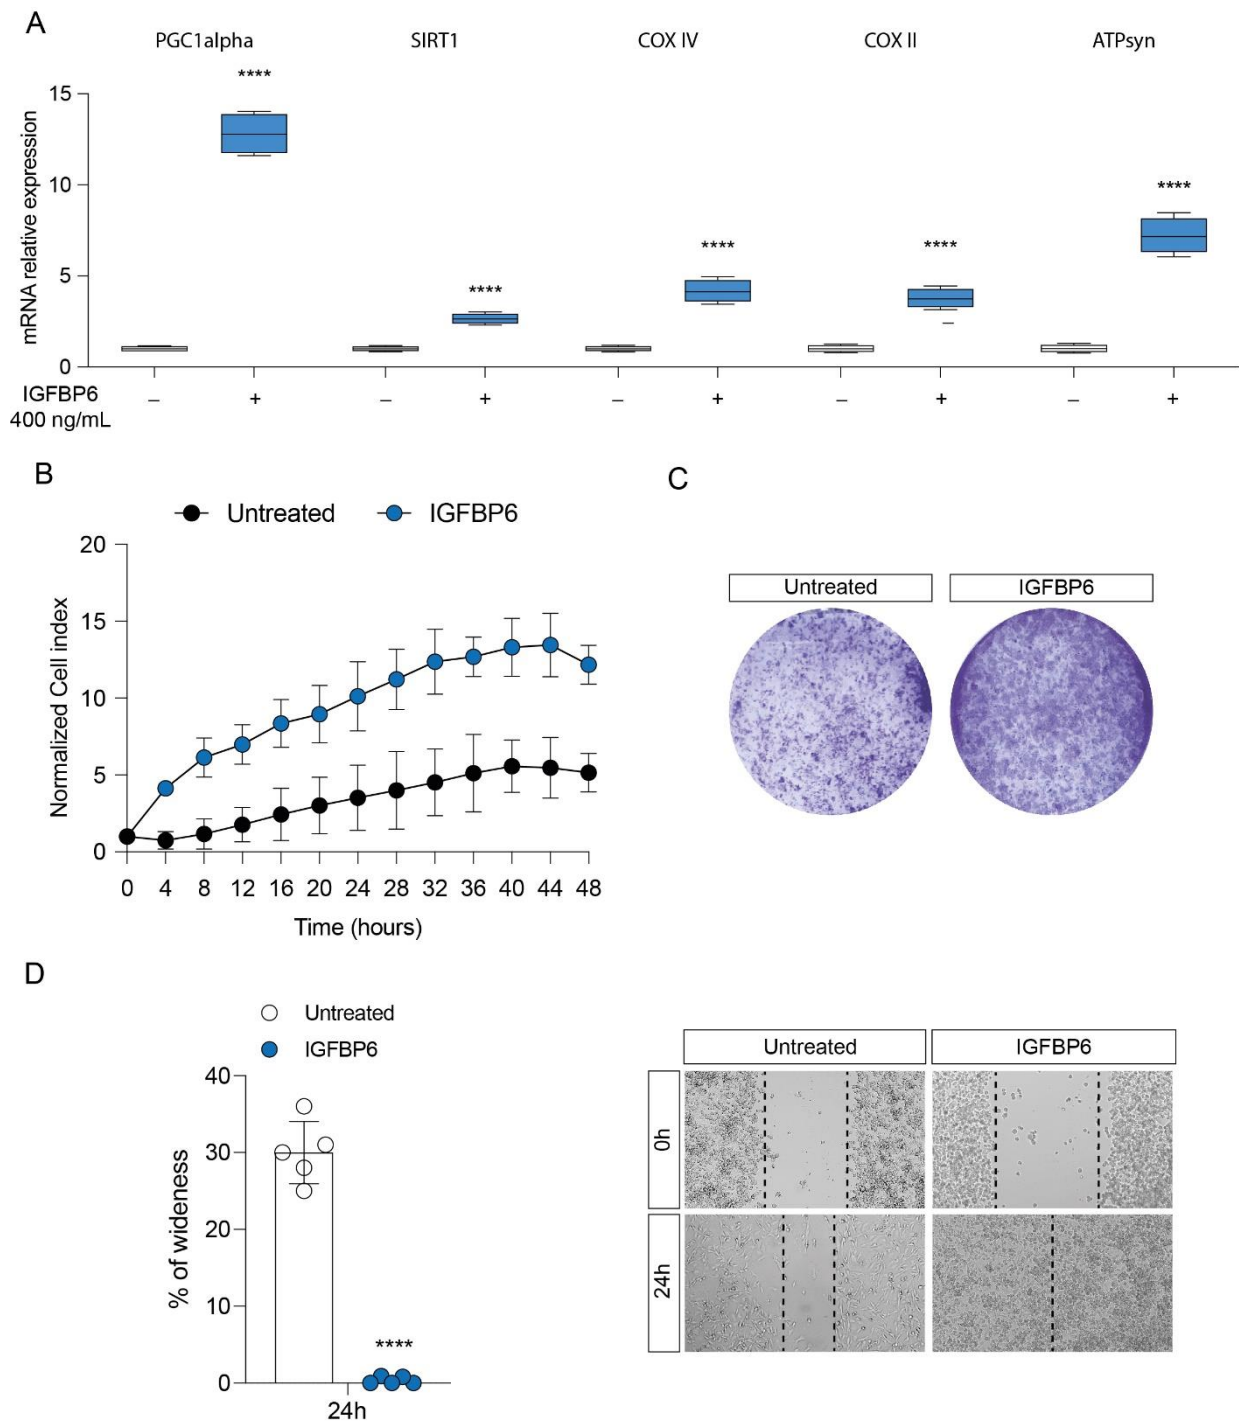 A
PGC1alpha SIRT1 COX IV COX II ATPsyn
**** **** **** **** ****
mRNA relative expression
15
10
5
0
IGFBP6
400 ng/mL
– + – + – + – + – +
B
Untreated IGFBP6
Normalized Cell index
20
15
10
5
0
0 4 8 12 16 20 24 28 32 36 40 44 48
Time (hours)
C
Untreated IGFBP6
D
Untreated
IGFBP6
% of wideness
40
30
20
10
0
****
24h
Untreated IGFBP6
0h
24h